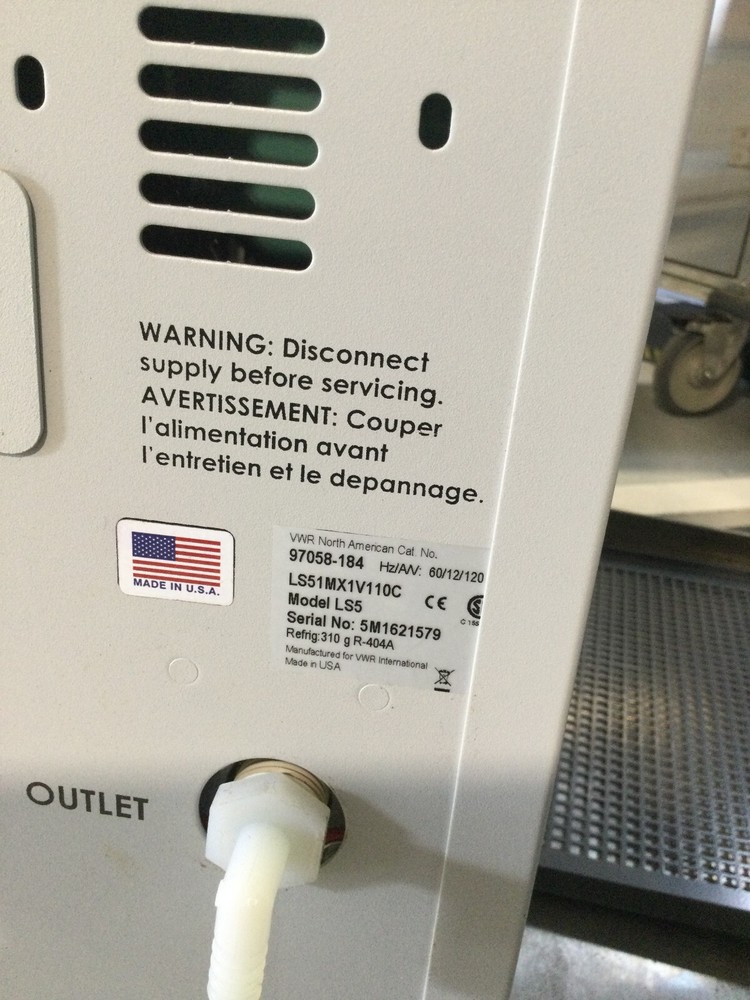 WARNING: Disconnect
supply before servicing.
AVERTISSEMENT: Couper
l'alimentation avant
l'entretien et le depannage.
MADE IN U.S.A.
VWR North American Cat. No.
97058-184 Hz/A/V: 60/12/120
LS51MX1V110C
Model LS5 CE
Serial No: 5M1621579
Refrig:310 g R-404A
Manufactured for VWR International
Made in USA
OUTLET